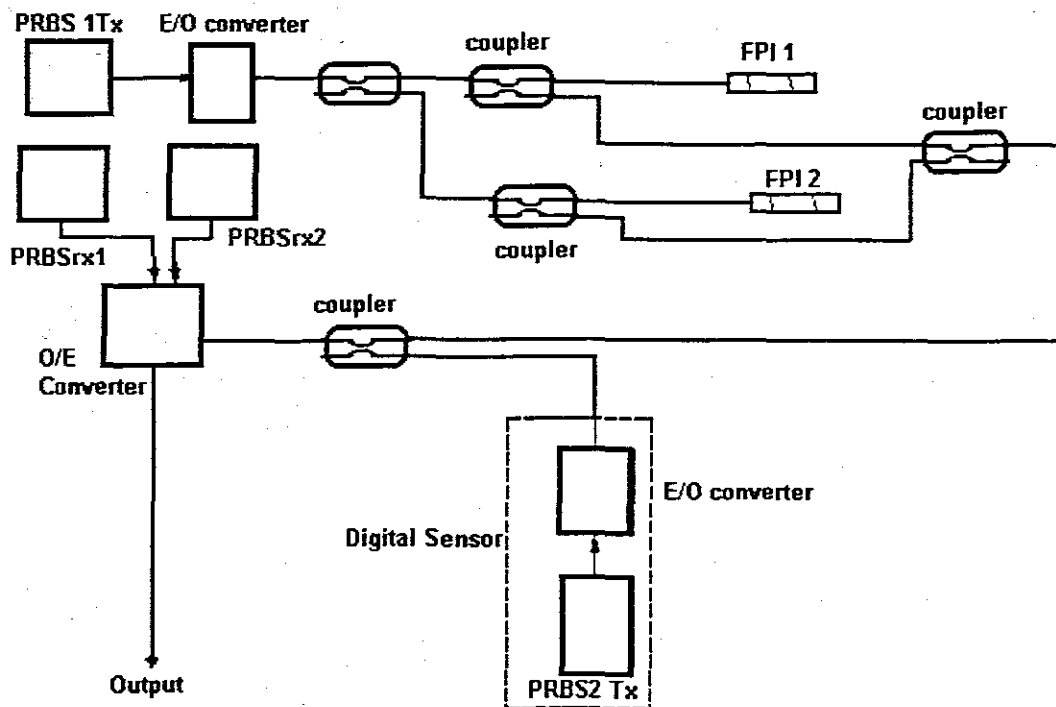 PRBS 1Tx
E/O converter
coupler
FPI 1
coupler
FPI 2
coupler
PRBSrx1
PRBSrx2
coupler
O/E
Converter
E/O converter
Digital Sensor
PRBS2 Tx
Output